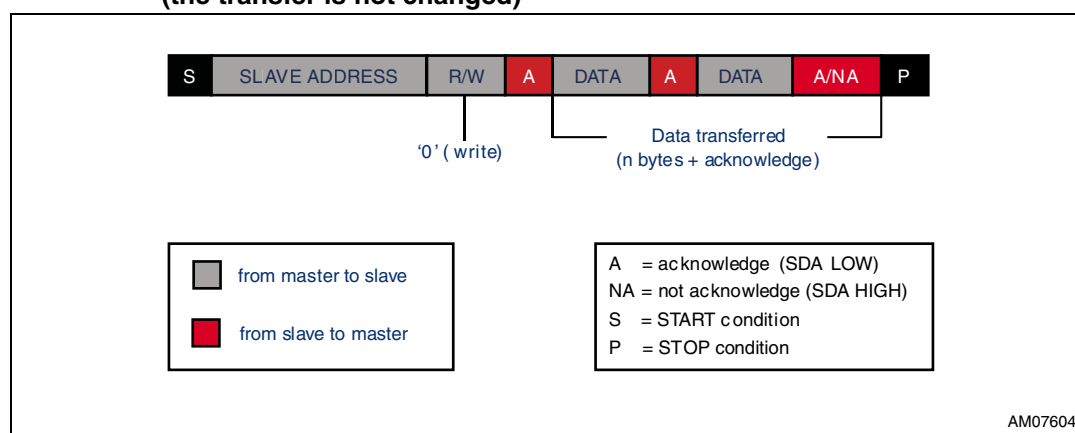 (the transfer is not changed)
S SLAVE ADDRESS R/W A DATA A DATA A/NA P
‘0’ ( write)
Data transferred
(n bytes + acknowledge)
from master to slave
from slave to master
A = acknowledge (SDA LOW)
NA = not acknowledge (SDA HIGH)
S = START condition
P = STOP condition
AM07604